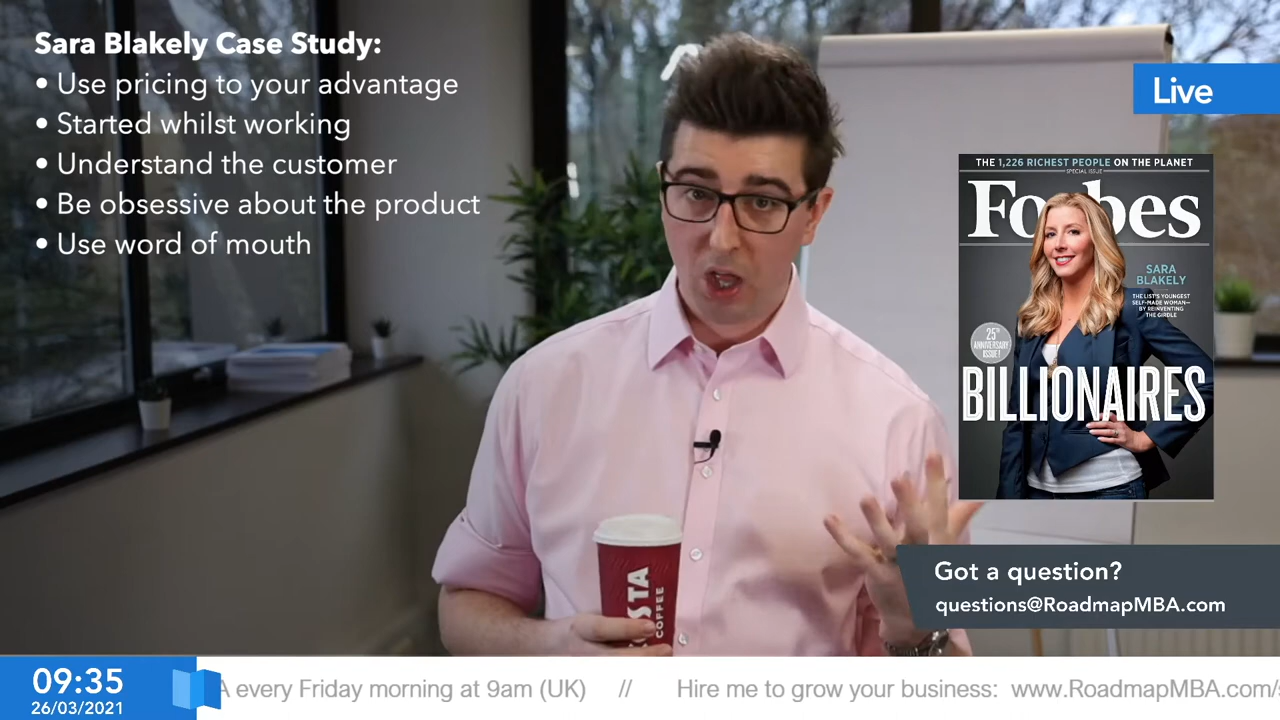 Sara Blakely Case Study:
• Use pricing to your advantage
• Started whilst working
• Understand the customer
• Be obsessive about the product
• Use word of mouth
Live
THE 1,226 RICHEST PEOPLE ON THE PLANET
SPECIAL ISSUE
Forbes
SARA
BLAKELY
THE LIST'S YOUNGEST
SELF-MADE WOMAN—
BY REINVENTING
THE GIRDLE
25TH
ANNIVERSARY
ISSUE!
BILLIONAIRES
COSTA
COFFEE
Got a question?
questions@RoadmapMBA.com
09:35
26/03/2021
A every Friday morning at 9am (UK) // Hire me to grow your business: www.RoadmapMBA.com/